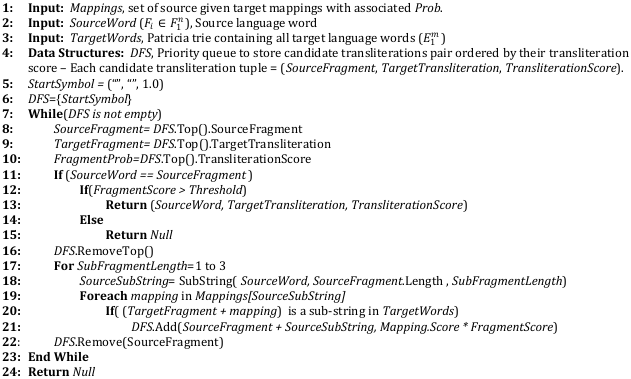 1: Input: Mappings, set of source given target mappings with associated Prob.
2: Input: SourceWord (Fᵢ ∈ F₁ⁿ), Source language word
3: Input: TargetWords, Patricia trie containing all target language words (E₁ᵐ)
4: Data Structures: DFS, Priority queue to store candidate transliterations pair ordered by their transliteration
score – Each candidate transliteration tuple = (SourceFragment, TargetTransliteration, TransliterationScore).
5: StartSymbol = ("", "", 1.0)
6: DFS={StartSymbol}
7: While(DFS is not empty)
8: SourceFragment= DFS.Top().SourceFragment
9: TargetFragment= DFS.Top().TargetTransliteration
10: FragmentProb=DFS.Top().TransliterationScore
11: If (SourceWord == SourceFragment)
12: If(FragmentScore > Threshold)
13: Return (SourceWord, TargetTransliteration, TransliterationScore)
14: Else
15: Return Null
16: DFS.RemoveTop()
17: For SubFragmentLength=1 to 3
18: SourceSubString= SubString( SourceWord, SourceFragment.Length , SubFragmentLength)
19: Foreach mapping in Mappings[SourceSubString]
20: If( (TargetFragment + mapping) is a sub-string in TargetWords)
21: DFS.Add(SourceFragment + SourceSubString, Mapping.Score * FragmentScore)
22: DFS.Remove(SourceFragment)
23: End While
24: Return Null